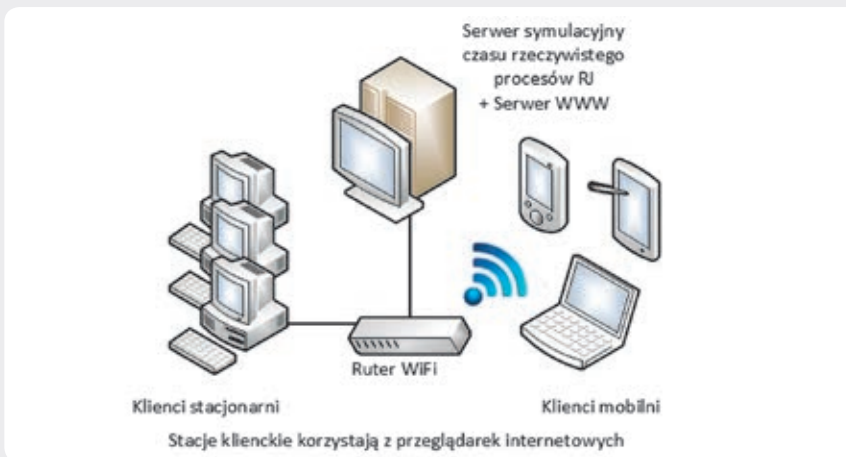 Serwer symulacyjny
czasu rzeczywistego
procesów RJ
+ Serwer WWW
Ruter WiFi
Klienci stacjonarni
Klienci mobilni
Stacje klienckie korzystają z przeglądarek internetowych